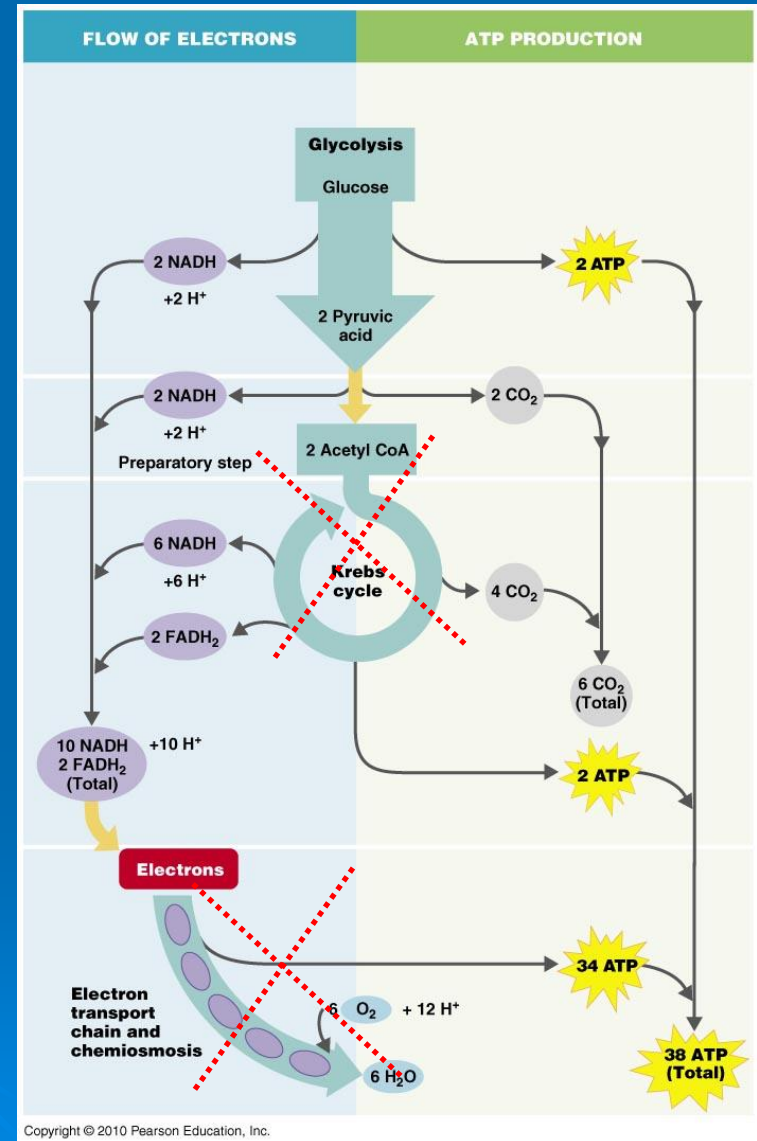 FLOW OF ELECTRONS
ATP PRODUCTION
Glycolysis
Glucose
2 NADH
+2 H⁺
2 ATP
2 Pyruvic
acid
2 NADH
+2 H⁺
2 CO₂
Preparatory step
2 Acetyl CoA
6 NADH
+6 H⁺
Krebs
cycle
4 CO₂
2 FADH₂
6 CO₂
(Total)
10 NADH
2 FADH₂
(Total)
+10 H⁺
2 ATP
Electrons
34 ATP
Electron
transport
chain and
chemiosmosis
6 O₂ + 12 H⁺
6 H₂O
38 ATP
(Total)
Copyright © 2010 Pearson Education, Inc.